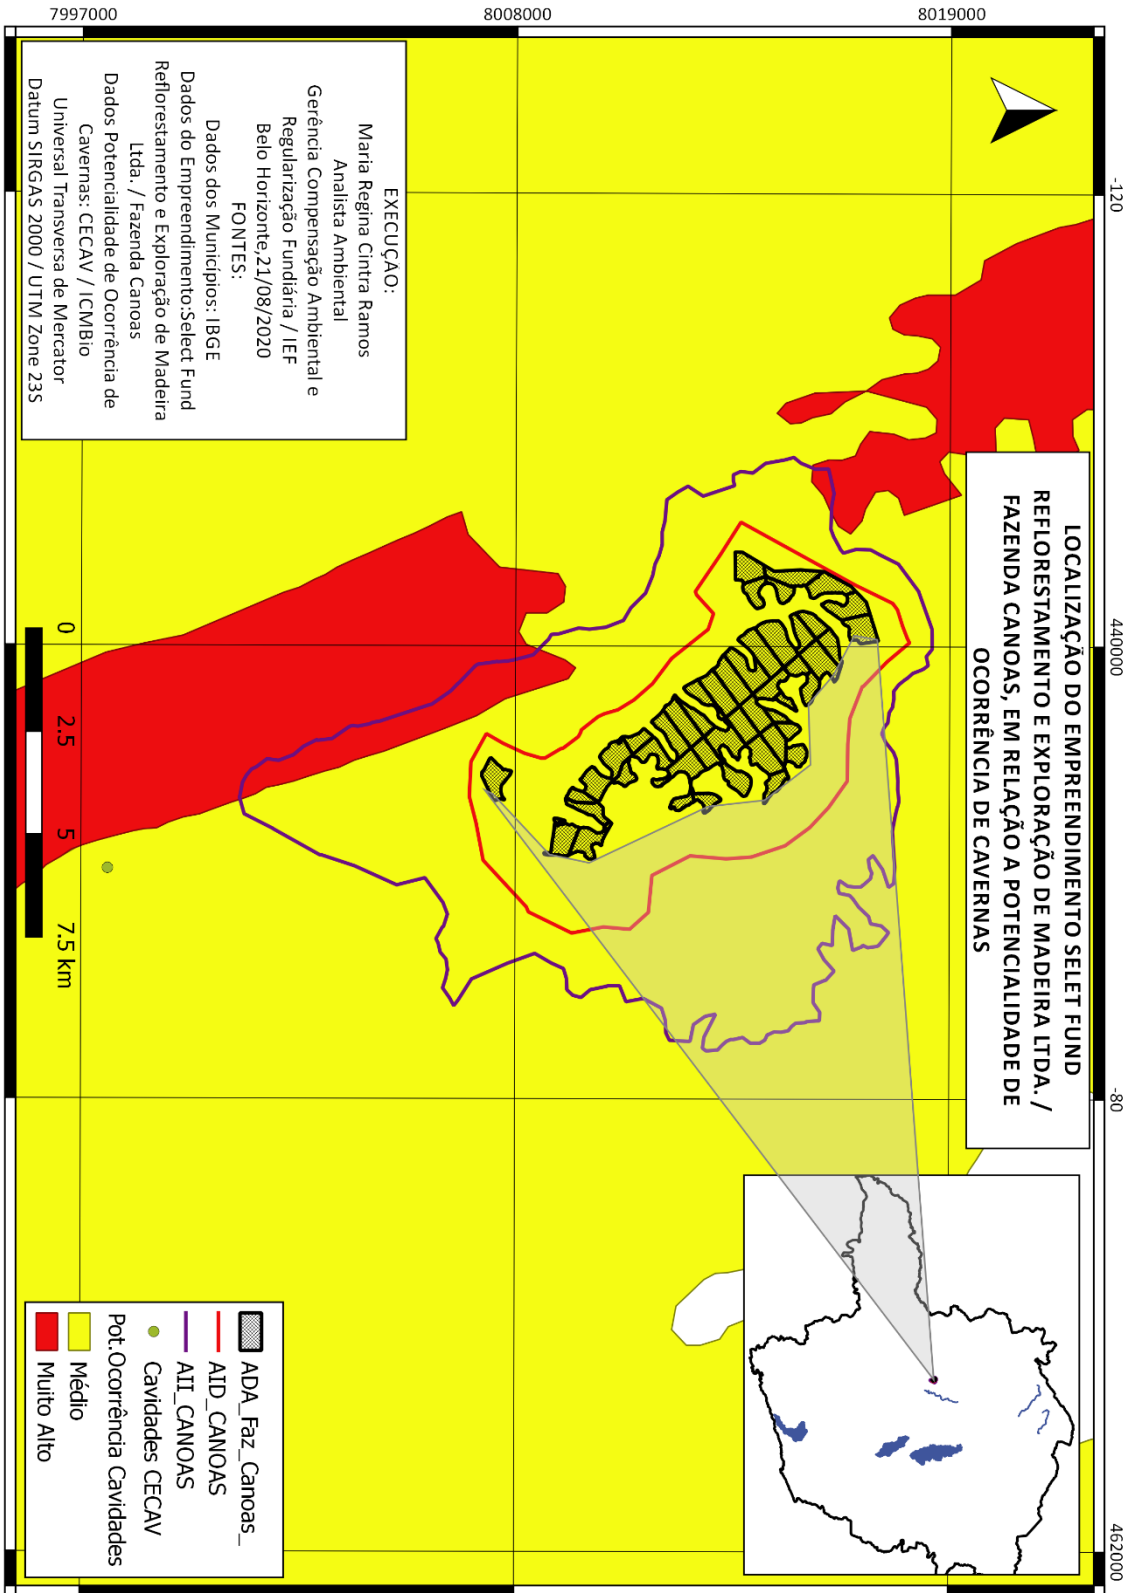 LOCALIZAÇÃO DO EMPREENDIMENTO SELET FUND
REFLORESTAMENTO E EXPLORAÇÃO DE MADEIRA LTDA. /
FAZENDA CANOAS, EM RELAÇÃO A POTENCIALIDADE DE
OCORRÊNCIA DE CAVERNAS
-120
440000
-80
462000
8019000
8008000
7997000
EXECUÇÃO:
Maria Regina Cintra Ramos
Analista Ambiental
Gerência Compensação Ambiental e
Regularização Fundiária / IEF
Belo Horizonte,21/08/2020
FONTES:
Dados dos Municípios: IBGE
Dados do Empreendimento:Select Fund
Reflorestamento e Exploração de Madeira
Ltda. / Fazenda Canoas
Dados Potencialidade de Ocorrência de
Cavernas: CECAV / ICMBio
Universal Transversa de Mercator
Datum SIRGAS 2000 / UTM Zone 23S
0 2.5 5 7.5 km
ADA_Faz_Canoas_
AID_CANOAS
AII_CANOAS
Cavidades CECAV
Pot.Ocorrência Cavidades
Médio
Muito Alto